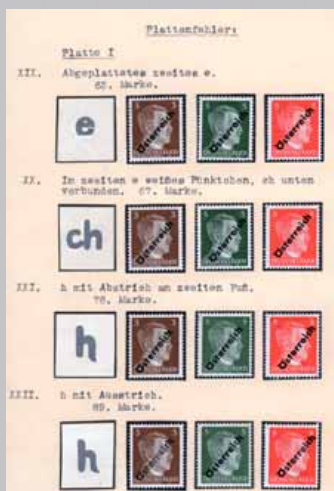 Plattenfehler:
Platte I
XIX. Abgeplattetes zweites e.
63. Marke.
e
Österreich Österreich Österreich
XX. Im zweiten e weißes Pünktchen, ch unten
verbunden. 67. Marke.
ch
Österreich Österreich Österreich
XXI. h mit Abstrich am zweiten Fuß.
78. Marke.
h
Österreich Österreich Österreich
XXII. h mit Ausstrich.
89. Marke.
h
Österreich Österreich Österreich